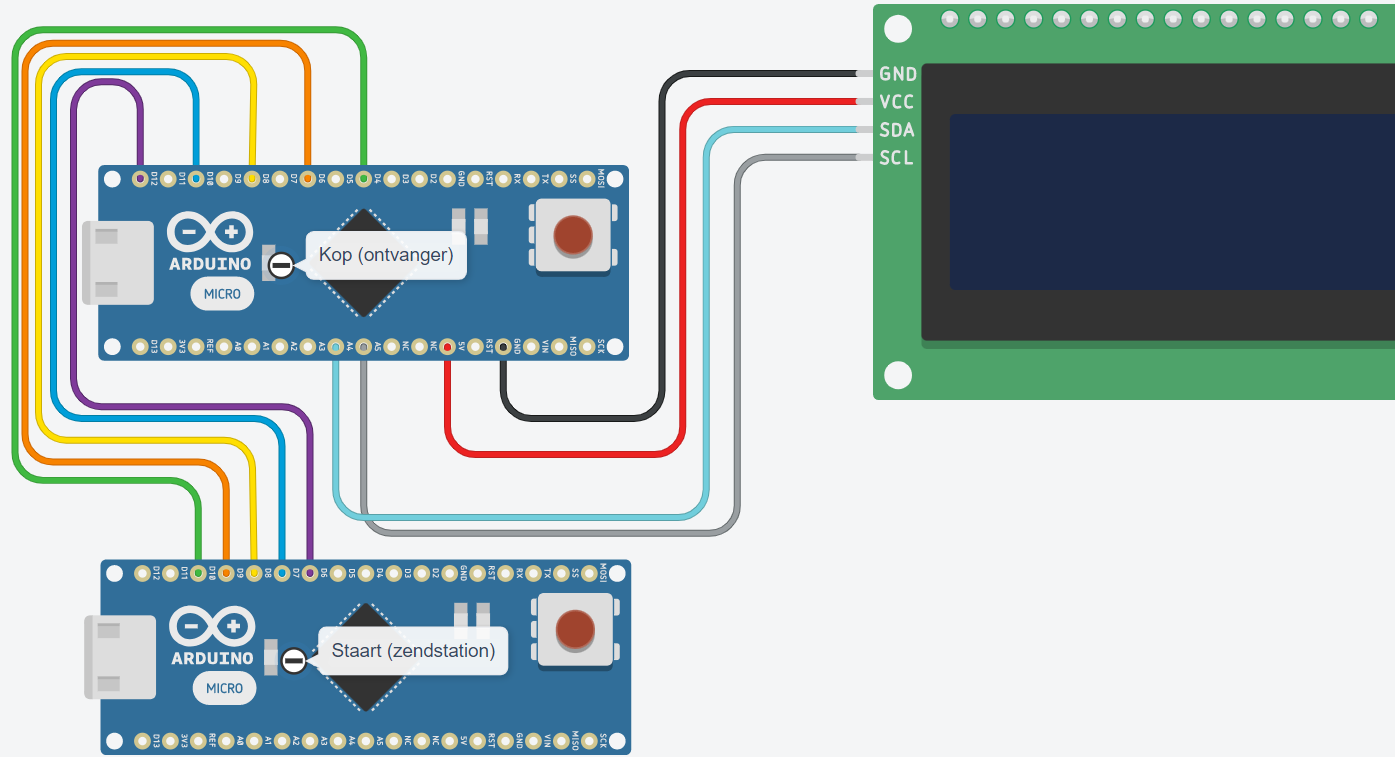 GND
VCC
SDA
SCL
D12 D11 D10 D9 D8 D7 D6 D5 D4 D3 D2 GND RST RX TX SS MOSI
Kop (ontvanger)
ARDUINO
MICRO
D13 3V3 REF A0 A1 A2 A3 A4 A5 NC NC 5V RST GND VIN MISO SCK
D12 D11 D10 D9 D8 D7 D6 D5 D4 D3 D2 GND RST RX TX SS MOSI
Staart (zendstation)
ARDUINO
MICRO
D13 3V3 REF A0 A1 A2 A3 A4 A5 NC NC 5V RST GND VIN MISO SCK